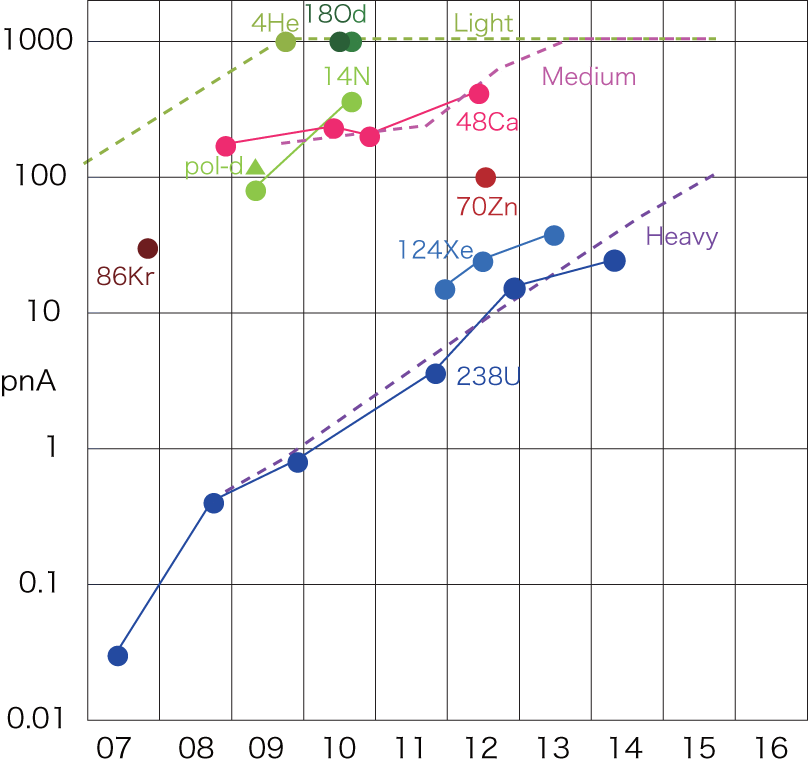 18Od
4He
Light
1000
14N
Medium
48Ca
pol-d
100
70Zn
124Xe
Heavy
86Kr
10
pnA
238U
1
0.1
0.01
07 08 09 10 11 12 13 14 15 16